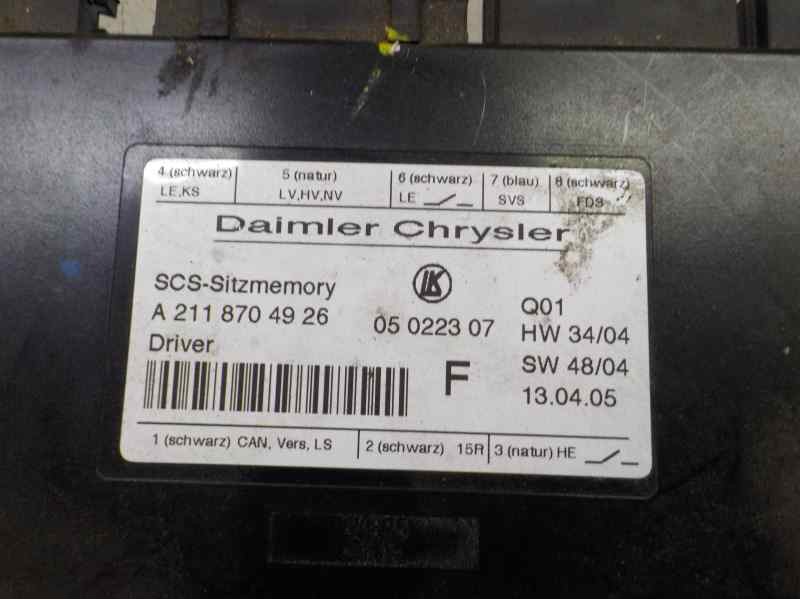 4 (schwarz) 5 (natur) 6 (schwarz) 7 (blau) 8 (schwarz)
LE,KS LV,HV,NV LE SVS FDS
Daimler Chrysler
SCS-Sitzmemory
A 211 870 49 26 05 0223 07
Driver
LK
Q01
HW 34/04
F SW 48/04
13.04.05
1 (schwarz) CAN, Vers, LS 2 (schwarz) 15R 3 (natur) HE